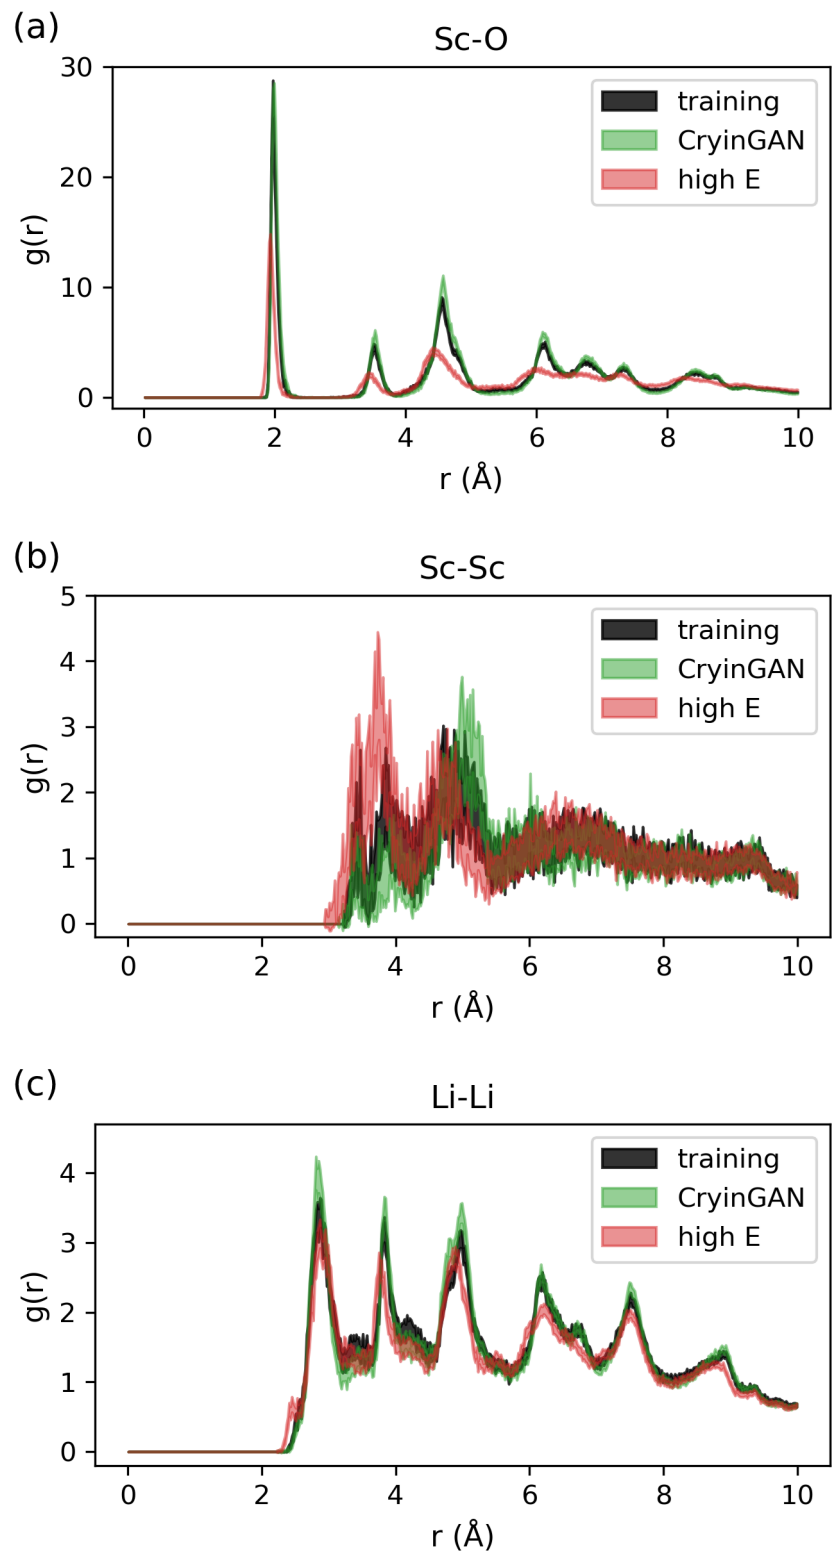 (a)
Sc-O
30
20
10
0
g(r)
training
CryinGAN
high E
0 2 4 6 8 10
r (Å)
(b)
Sc-Sc
5
4
3
2
1
0
g(r)
training
CryinGAN
high E
0 2 4 6 8 10
r (Å)
(c)
Li-Li
4
3
2
1
0
g(r)
training
CryinGAN
high E
0 2 4 6 8 10
r (Å)